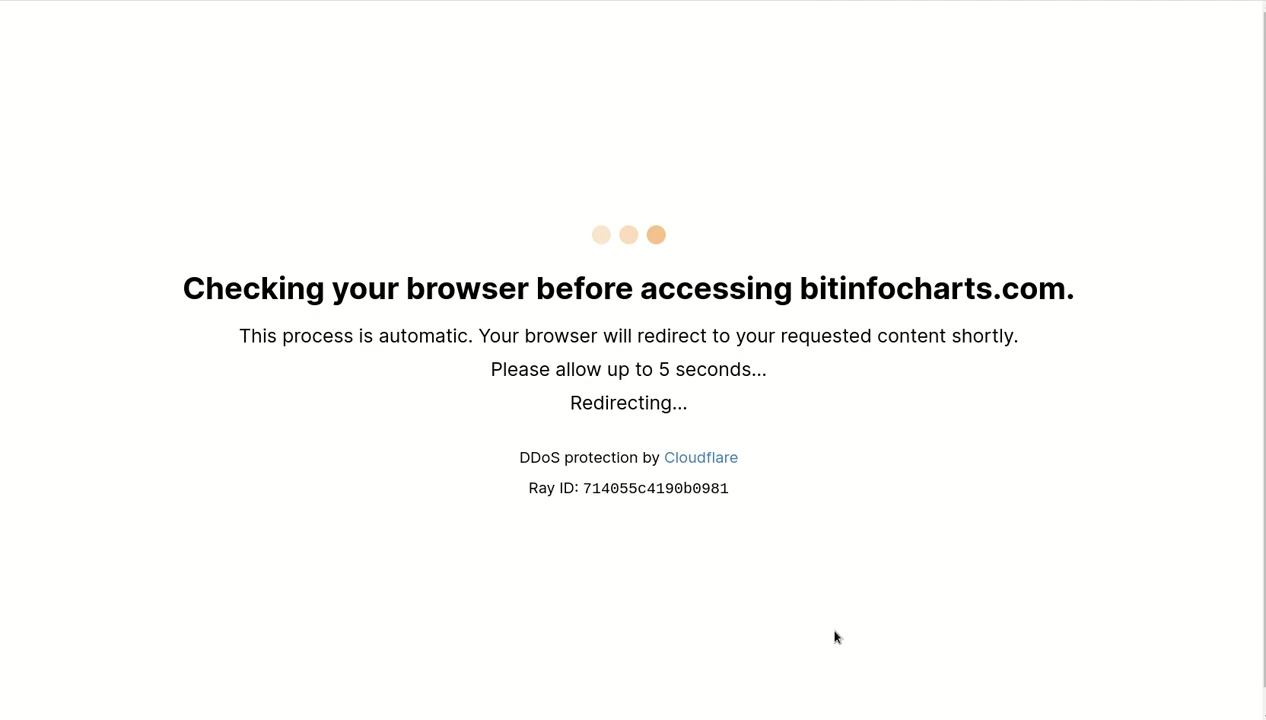 Checking your browser before accessing bitinfocharts.com.
This process is automatic. Your browser will redirect to your requested content shortly.
Please allow up to 5 seconds...
Redirecting...
DDoS protection by Cloudflare
Ray ID: 714055c4190b0981